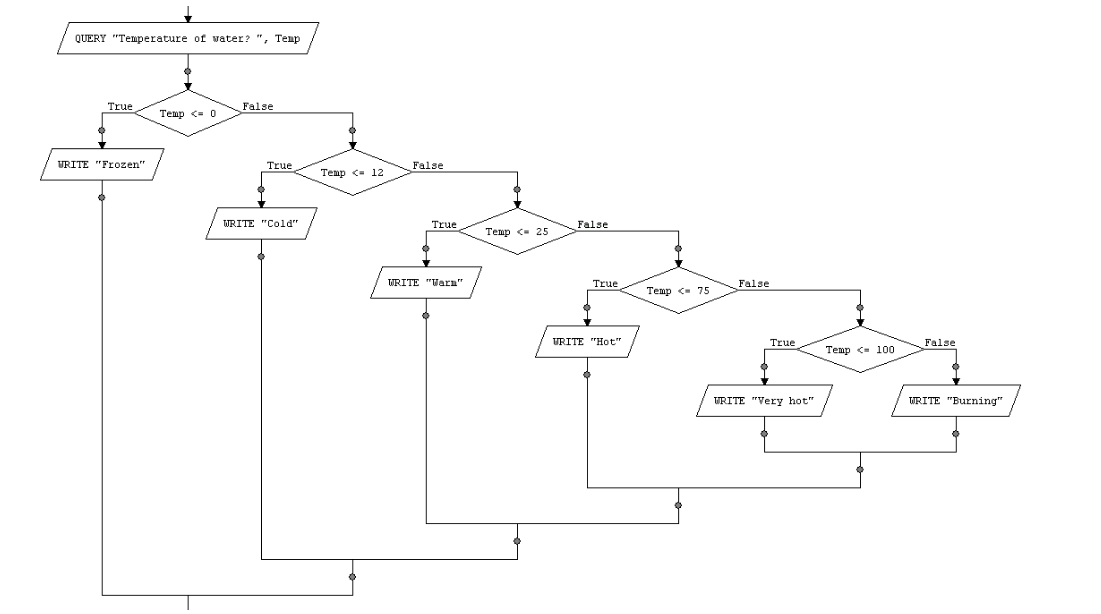 QUERY "Temperature of water? ", Temp
True
Temp <= 0
False
WRITE "Frozen"
True
Temp <= 12
False
WRITE "Cold"
True
Temp <= 25
False
WRITE "Warm"
True
Temp <= 75
False
WRITE "Hot"
True
Temp <= 100
False
WRITE "Very hot"
WRITE "Burning"